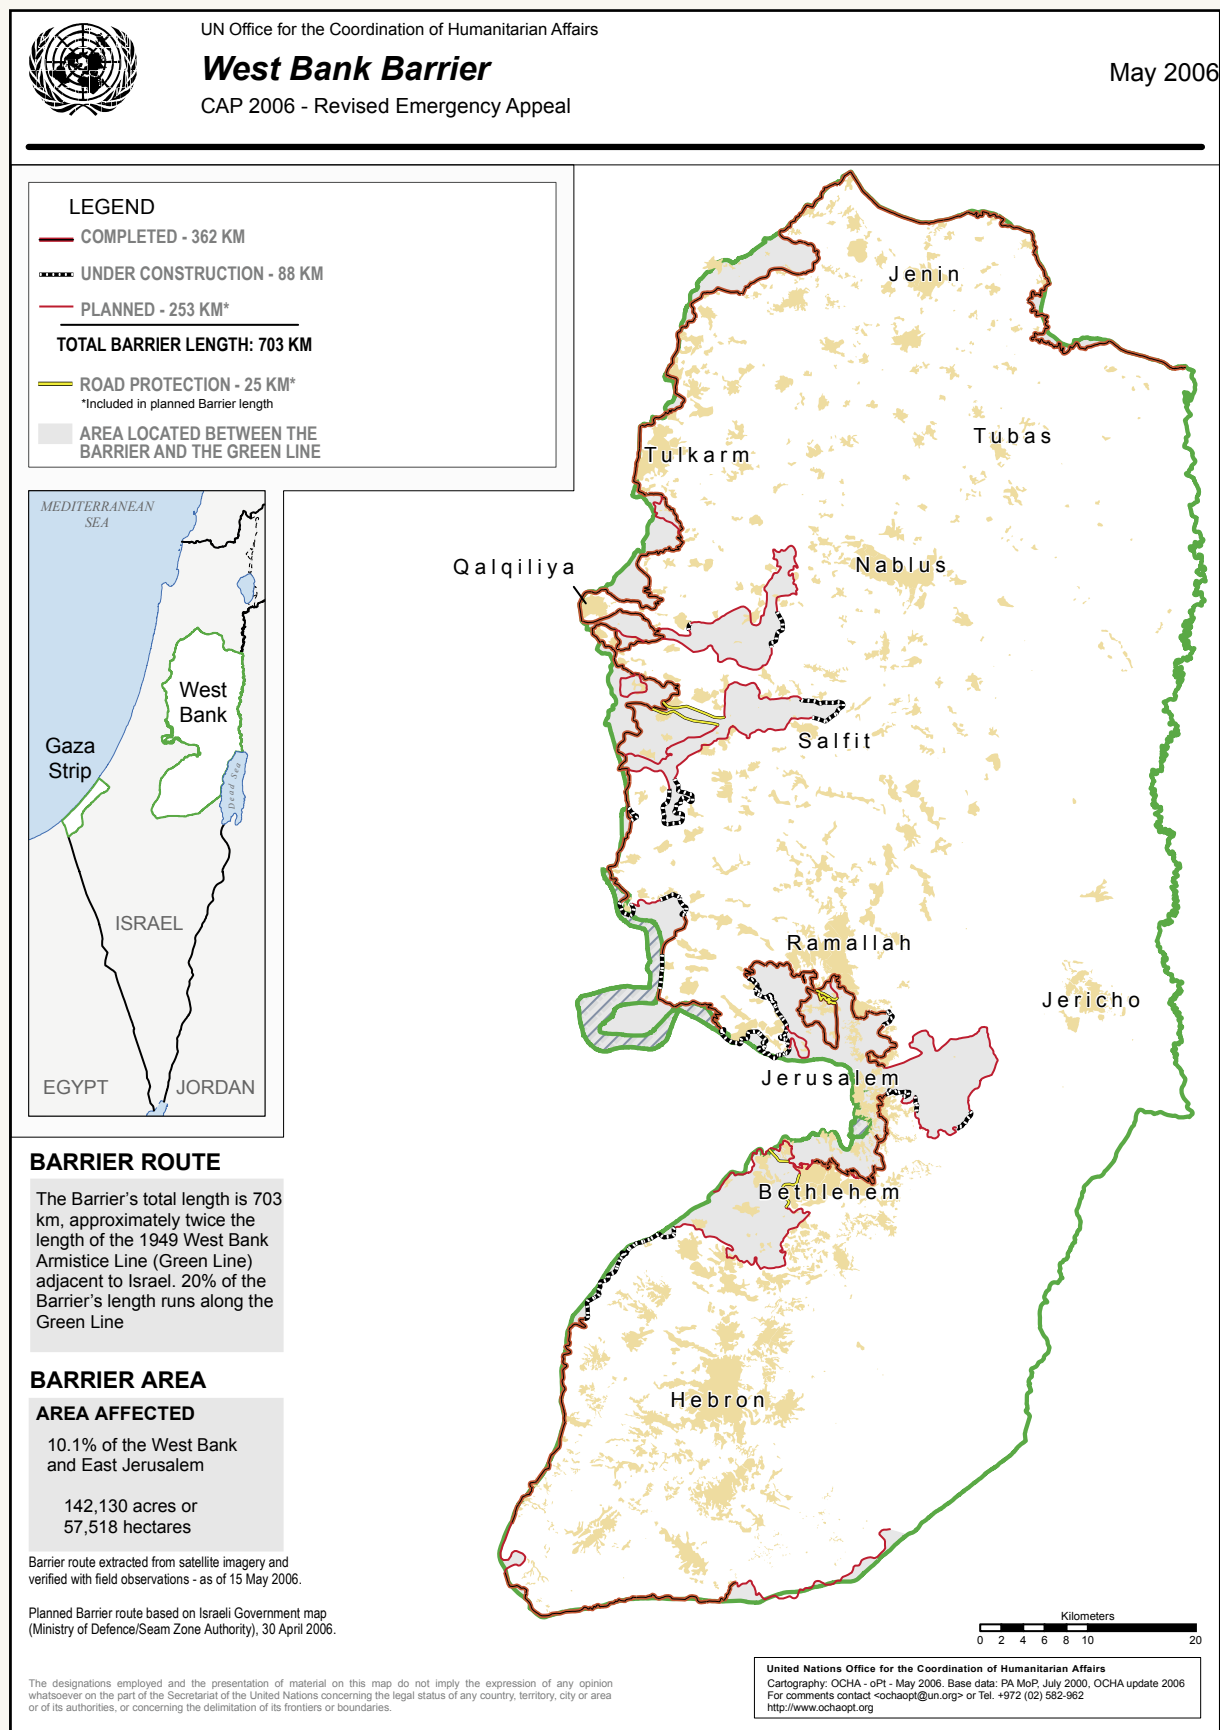 UN Office for the Coordination of Humanitarian Affairs
West Bank Barrier
CAP 2006 - Revised Emergency Appeal
May 2006
LEGEND
COMPLETED - 362 KM
UNDER CONSTRUCTION - 88 KM
PLANNED - 253 KM*
TOTAL BARRIER LENGTH: 703 KM
ROAD PROTECTION - 25 KM*
*Included in planned Barrier length
AREA LOCATED BETWEEN THE
BARRIER AND THE GREEN LINE
MEDITERRANEAN
SEA
West
Bank
Gaza
Strip
Dead Sea
ISRAEL
EGYPT
JORDAN
Jenin
Tubas
Tulkarm
Qalqiliya
Nablus
Salfit
Ramallah
Jericho
Jerusalem
Bethlehem
Hebron
BARRIER ROUTE
The Barrier's total length is 703
km, approximately twice the
length of the 1949 West Bank
Armistice Line (Green Line)
adjacent to Israel. 20% of the
Barrier's length runs along the
Green Line
BARRIER AREA
AREA AFFECTED
10.1% of the West Bank
and East Jerusalem
142,130 acres or
57,518 hectares
Barrier route extracted from satellite imagery and
verified with field observations - as of 15 May 2006.
Planned Barrier route based on Israeli Government map
(Ministry of Defence/Seam Zone Authority), 30 April 2006.
The designations employed and the presentation of material on this map do not imply the expression of any opinion
whatsoever on the part of the Secretariat of the United Nations concerning the legal status of any country, territory, city or area
or of its authorities, or concerning the delimitation of its frontiers or boundaries.
Kilometers
0 2 4 6 8 10 20
United Nations Office for the Coordination of Humanitarian Affairs
Cartography: OCHA - oPt - May 2006. Base data: PA MoP, July 2000, OCHA update 2006
For comments contact <ochaopt@un.org> or Tel. +972 (02) 582-962
http://www.ochaopt.org